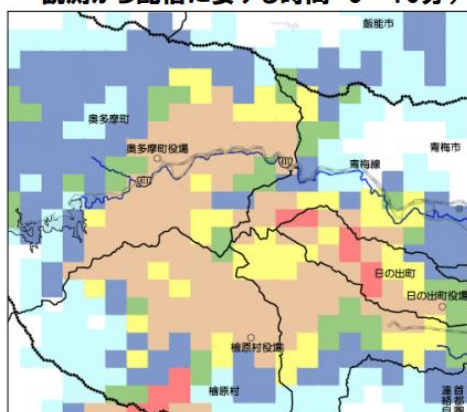 飯能市
奥多摩町
青梅市
奥多摩町役場
青梅線
日の出町
日の出町役場
檜原村役場
檜原村